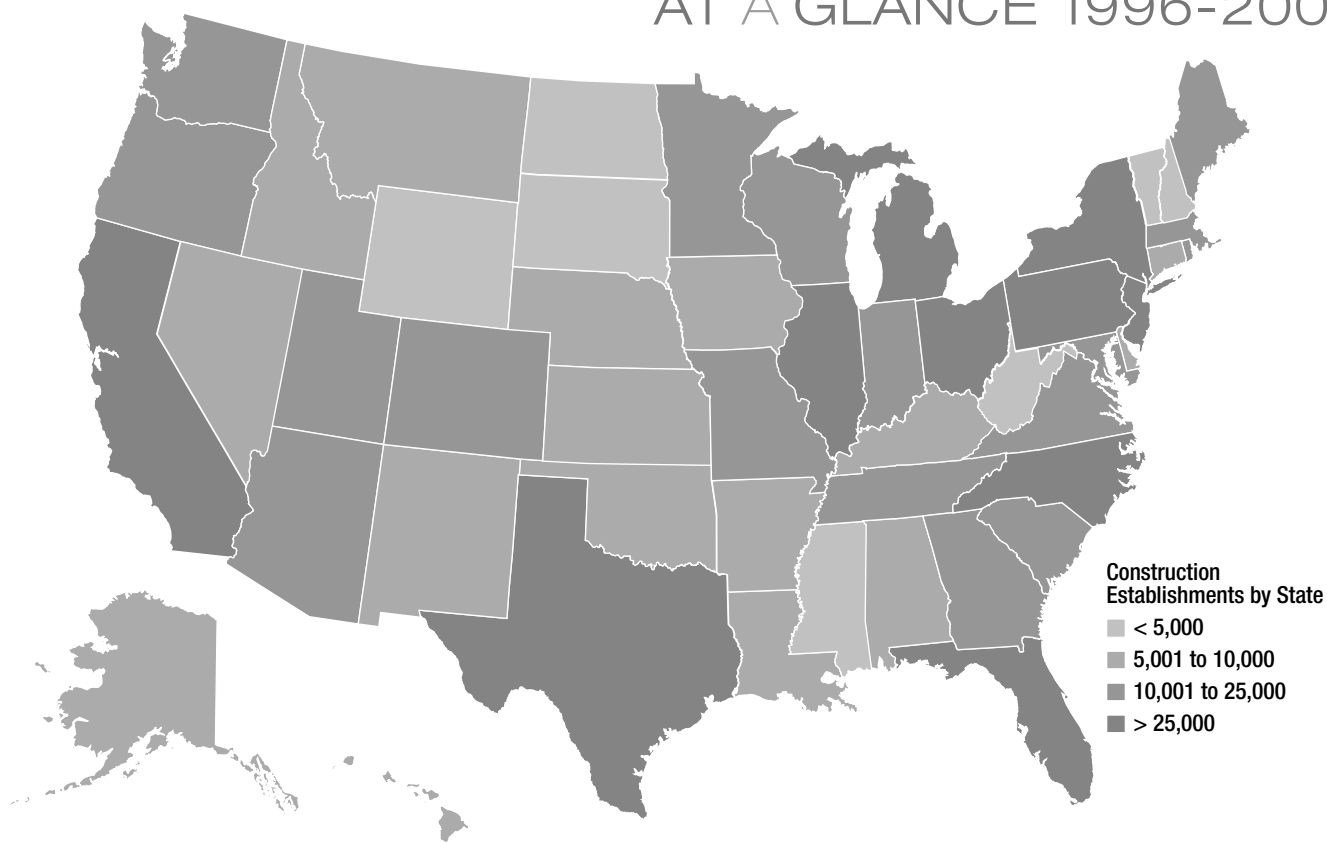 AT A GLANCE 1996-200
Construction
Establishments by State
< 5,000
5,001 to 10,000
10,001 to 25,000
> 25,000